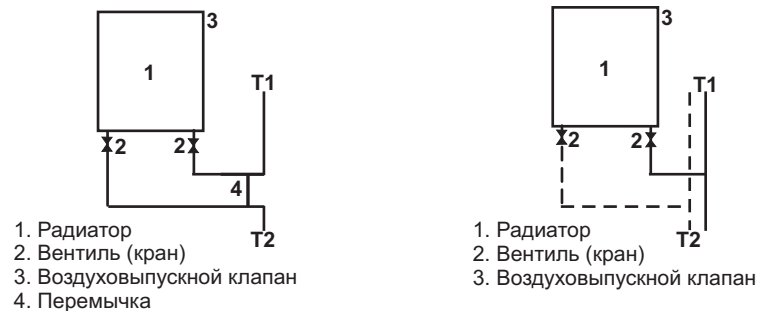 3
1
T1
2
2
4
T2
1. Радиатор
2. Вентиль (кран)
3. Воздуховыпускной клапан
4. Перемычка
3
1
T1
2
2
T2
1. Радиатор
2. Вентиль (кран)
3. Воздуховыпускной клапан